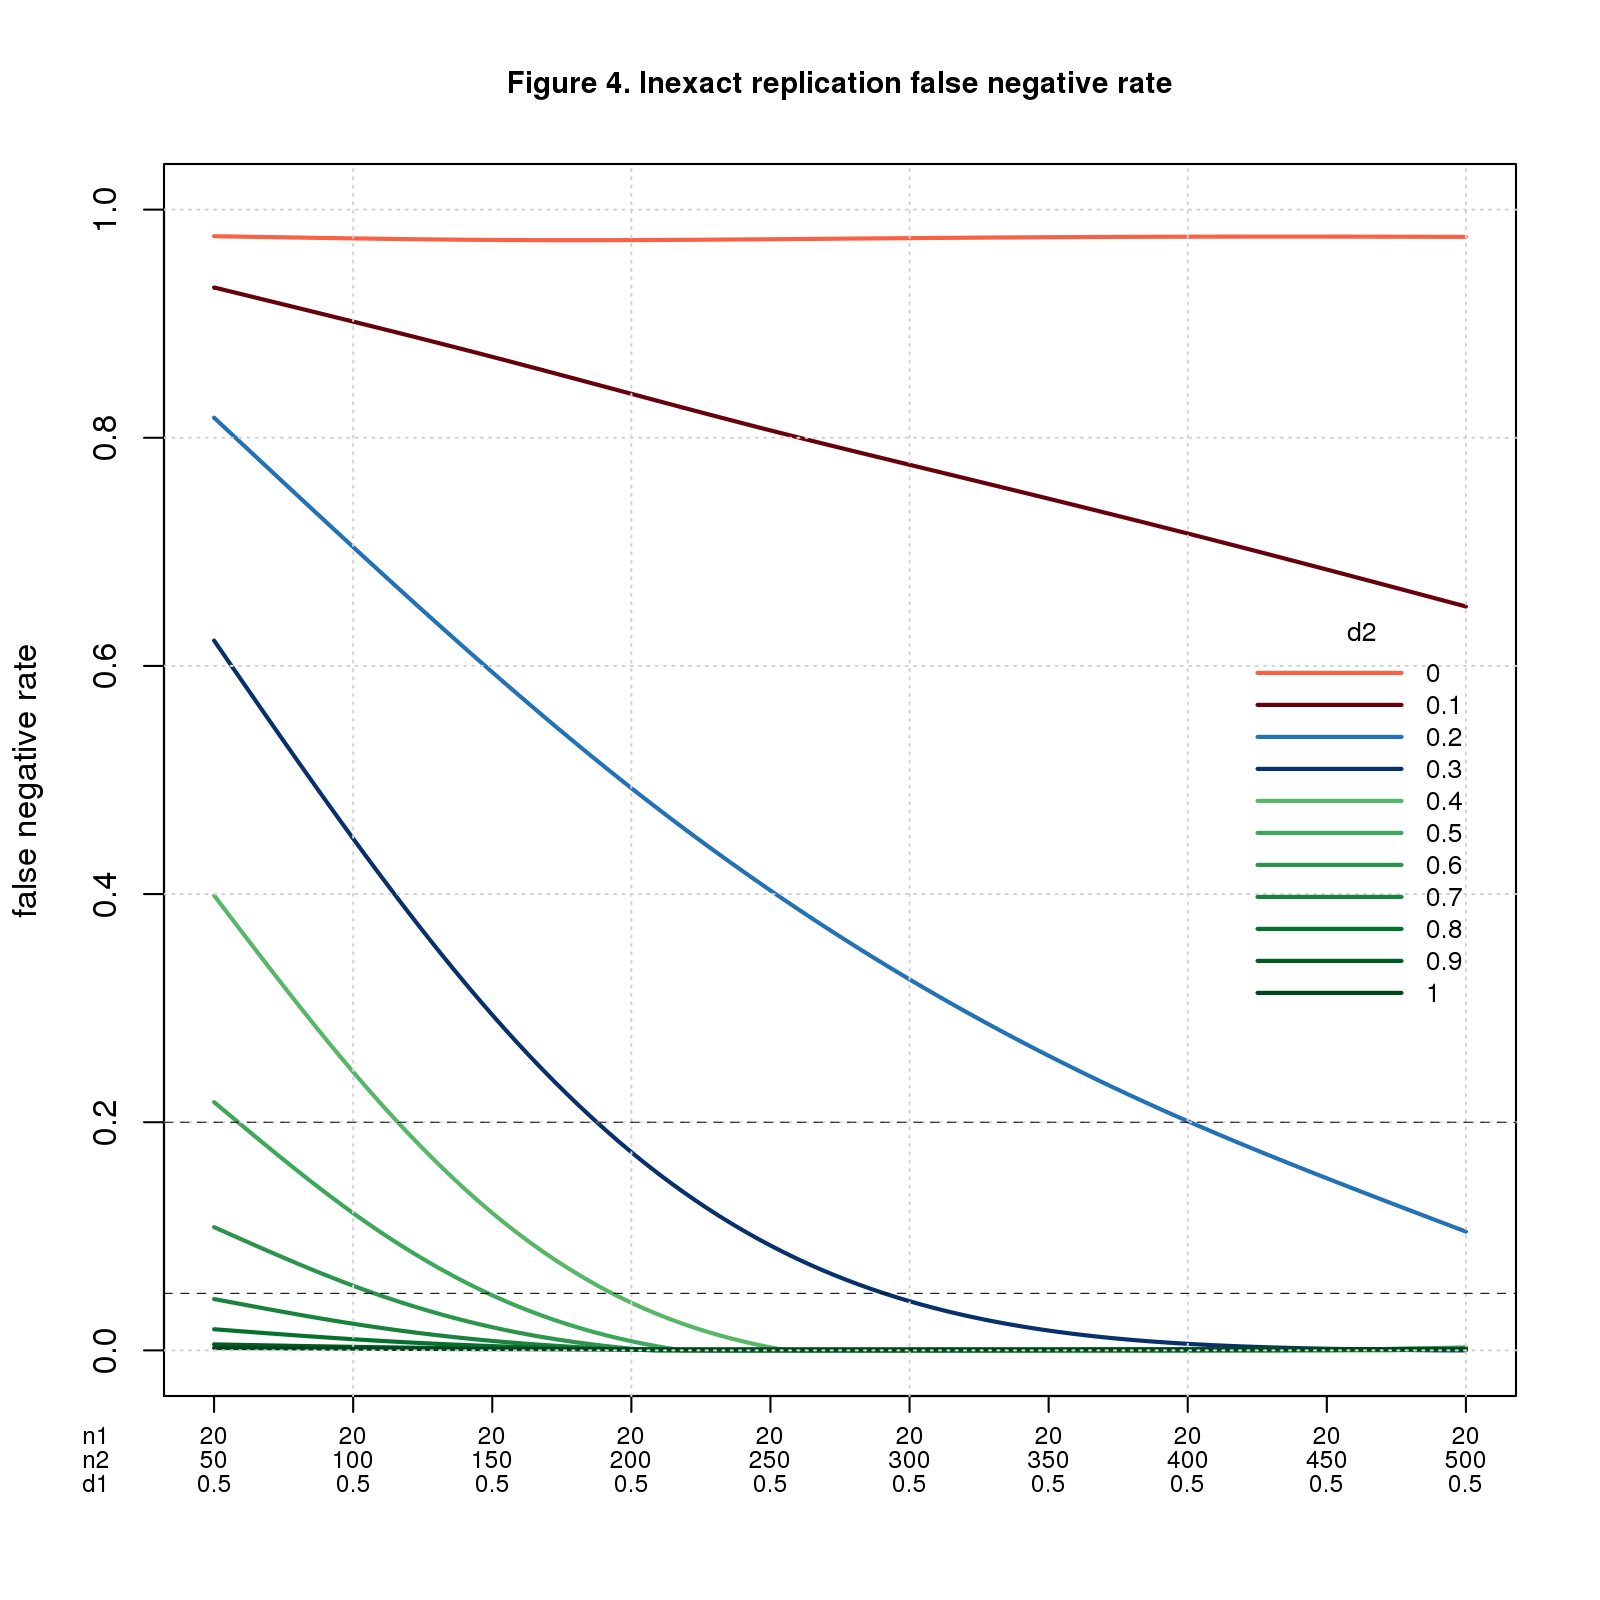 Figure 4. Inexact replication false negative rate
false negative rate
1.0
0.8
0.6
0.4
0.2
0.0
d2
0
0.1
0.2
0.3
0.4
0.5
0.6
0.7
0.8
0.9
1
n1 20 20 20 20 20 20 20 20 20 20
n2 50 100 150 200 250 300 350 400 450 500
d1 0.5 0.5 0.5 0.5 0.5 0.5 0.5 0.5 0.5 0.5